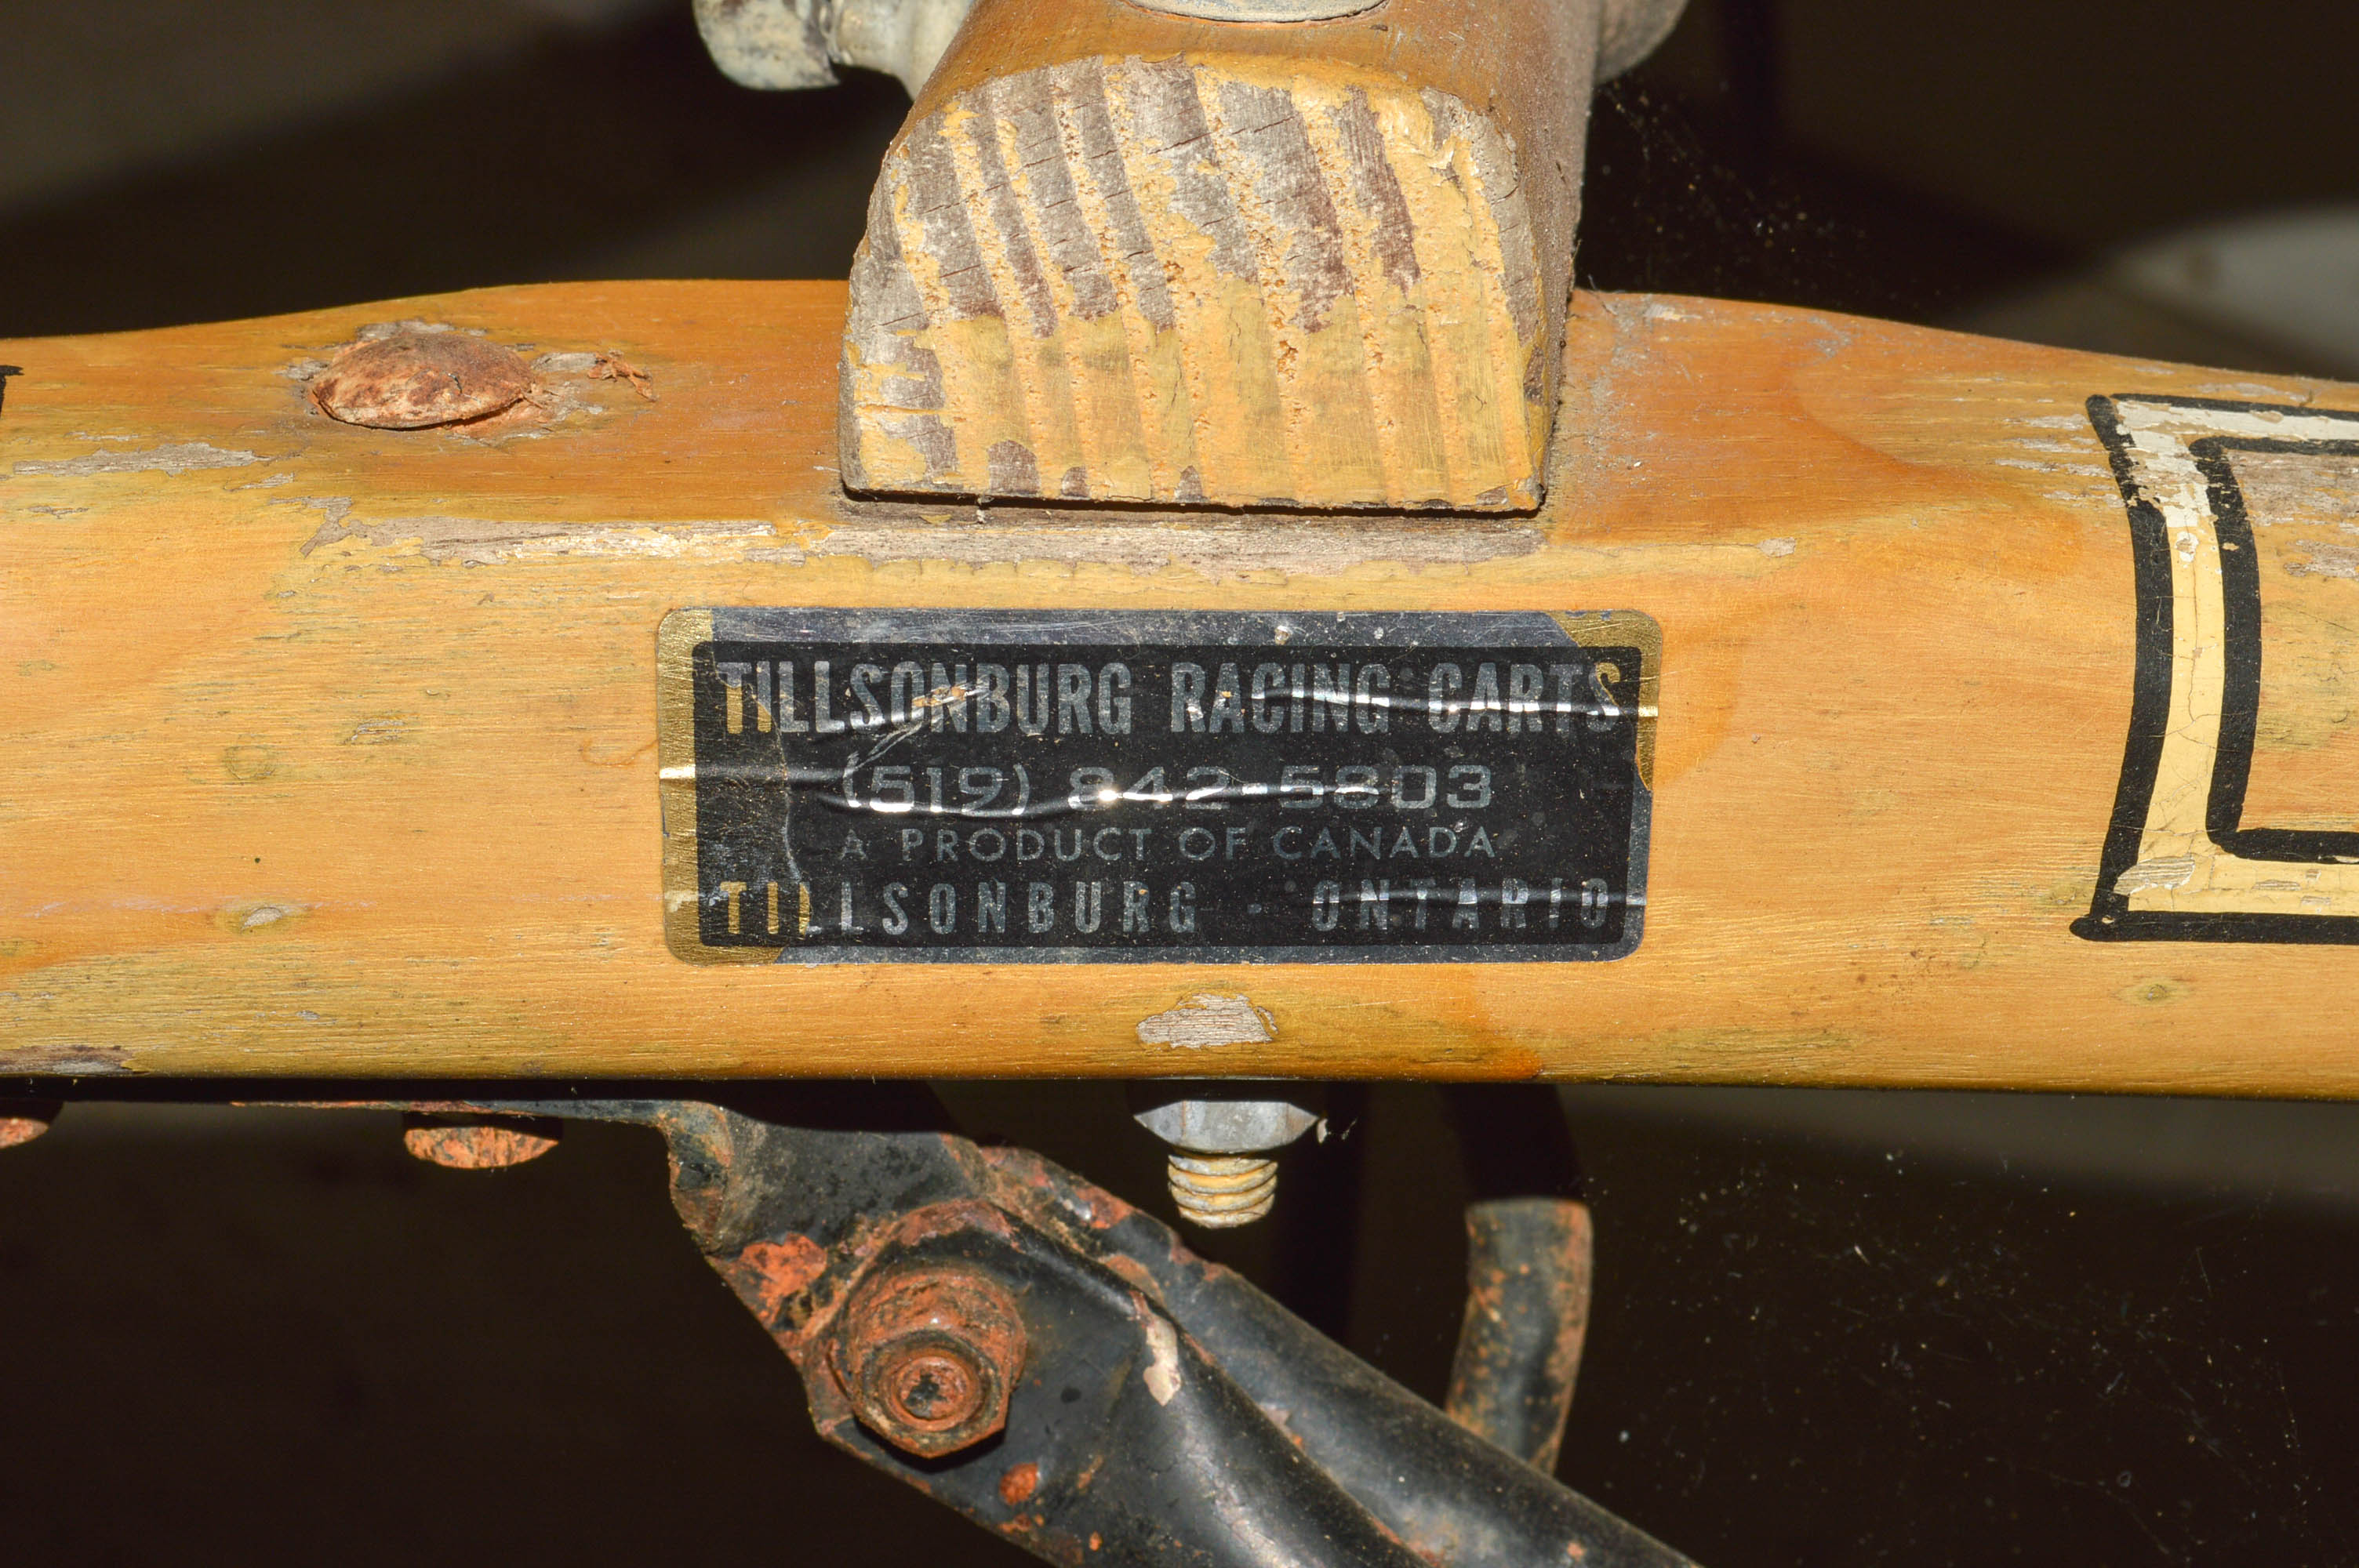 TILLSONBURG RACING CARTS
(519) 842-5803
A PRODUCT OF CANADA
TILLSONBURG - ONTARIO